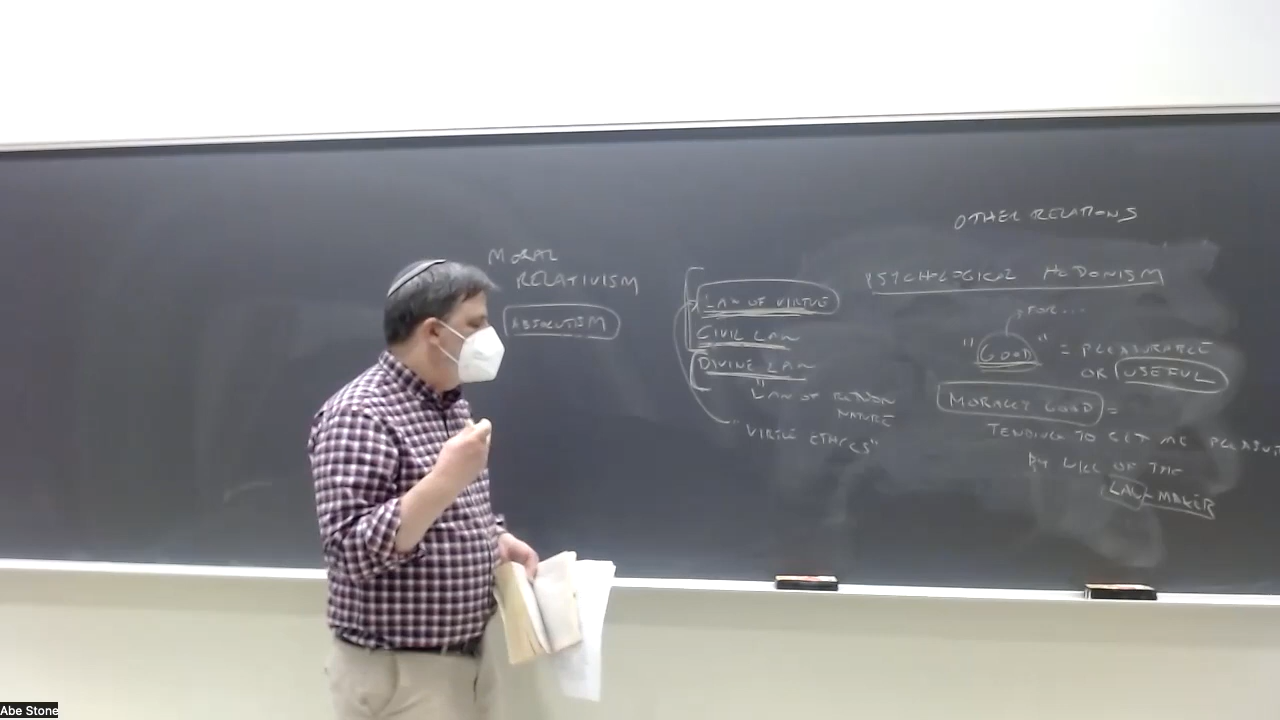 OTHER RELATIONS
MORAL
RELATIVISM
ABSOLUTISM
LAW OF VIRTUE
CIVIL LAW
DIVINE LAW
"
LAW OF
NATURE
"VIRTUE ETHICS"
PSYCHOLOGICAL HEDONISM
FOR...
"GOOD" = PLEASURABLE
OR USEFUL
MORALLY GOOD =
TENDING TO GET ME PLEASU
BY WILL OF THE
LAW-MAKER
Abe Stone